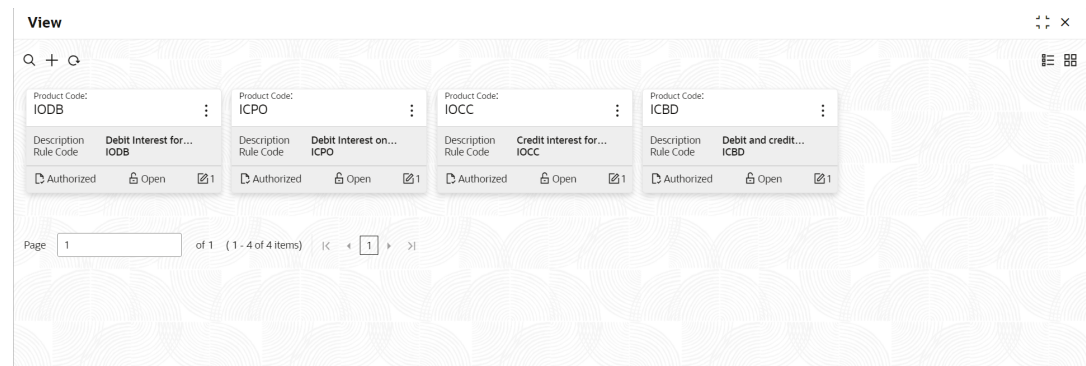 View
Product Code:
IODB
Description Debit Interest for...
Rule Code IODB
Authorized Open 1
Product Code:
ICPO
Description Debit Interest on...
Rule Code ICPO
Authorized Open 1
Product Code:
IOCC
Description Credit interest for...
Rule Code IOCC
Authorized Open 1
Product Code:
ICBD
Description Debit and credit...
Rule Code ICBD
Authorized Open 1
Page 1 of 1 (1 - 4 of 4 items) 1